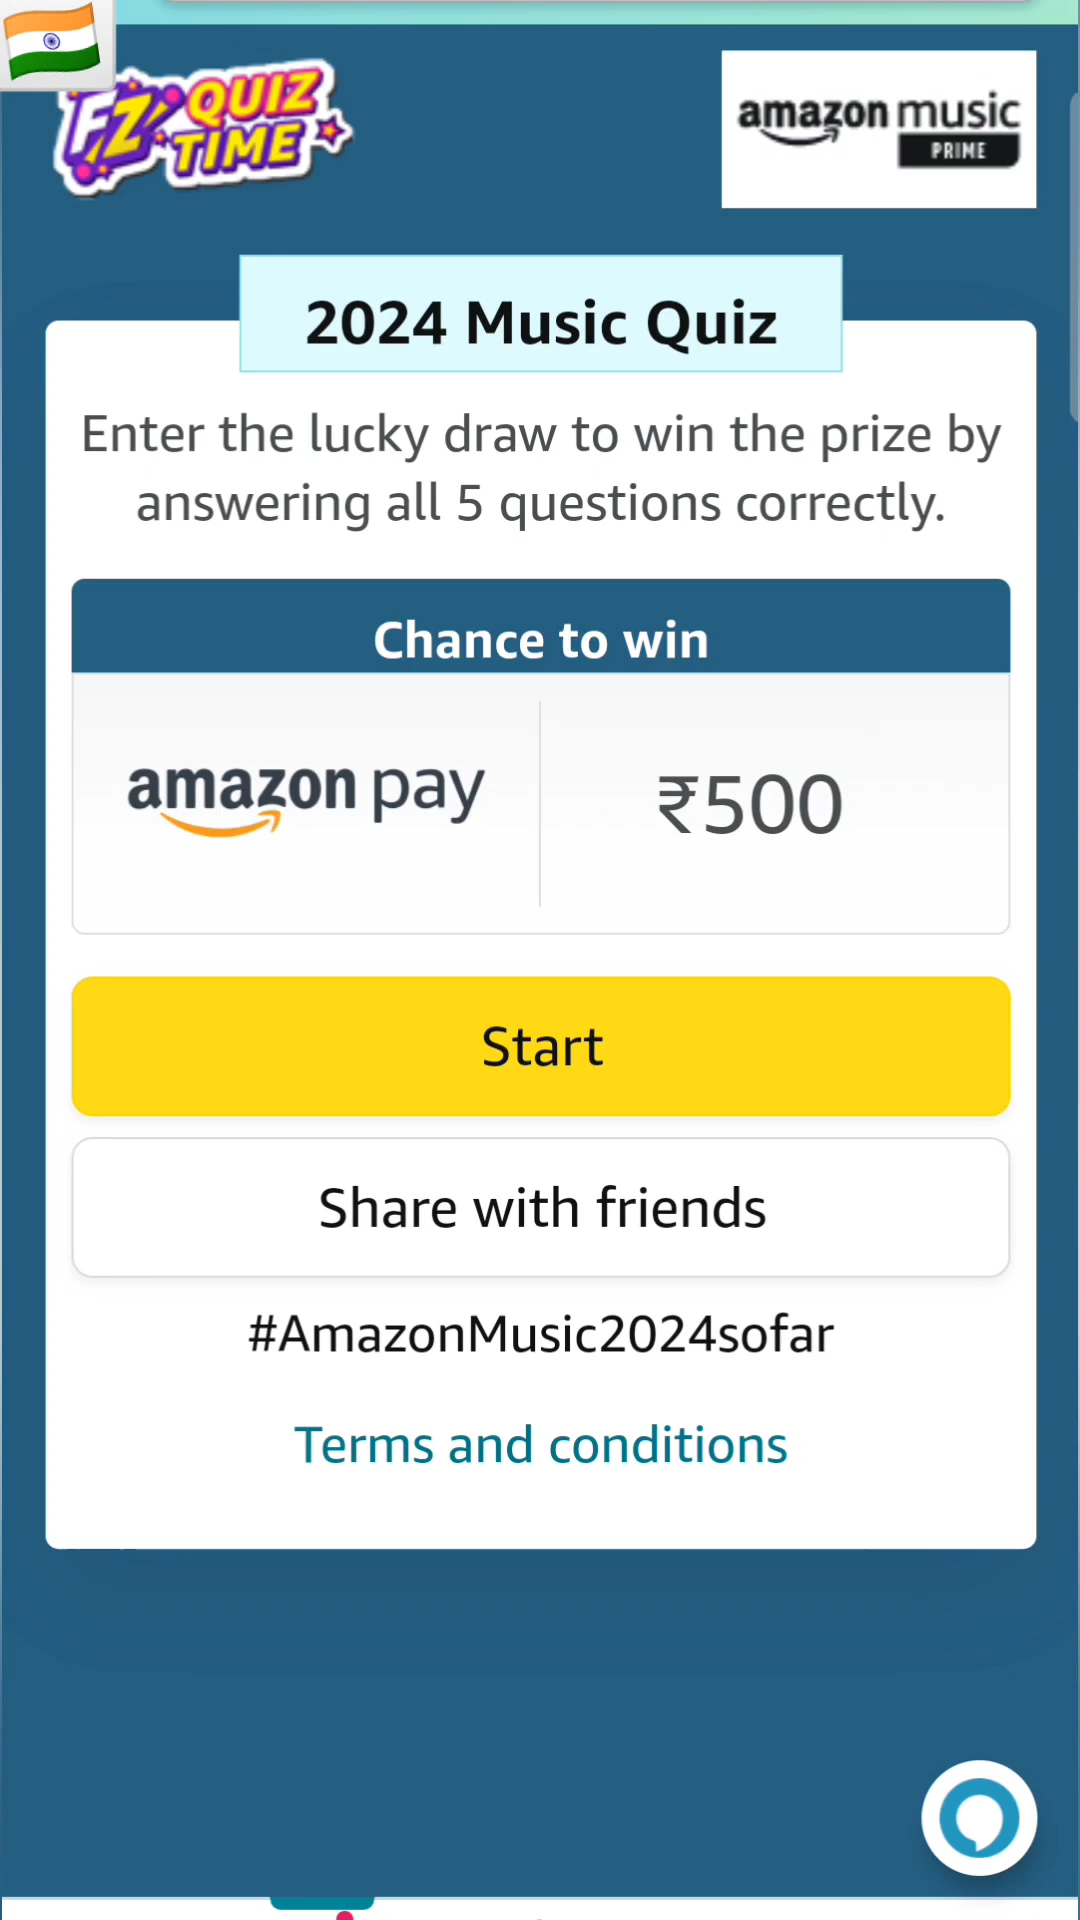 FZ QUIZ
TIME
amazon music
PRIME
2024 Music Quiz
Enter the lucky draw to win the prize by
answering all 5 questions correctly.
Chance to win
amazon pay
₹500
Start
Share with friends
#AmazonMusic2024sofar
Terms and conditions